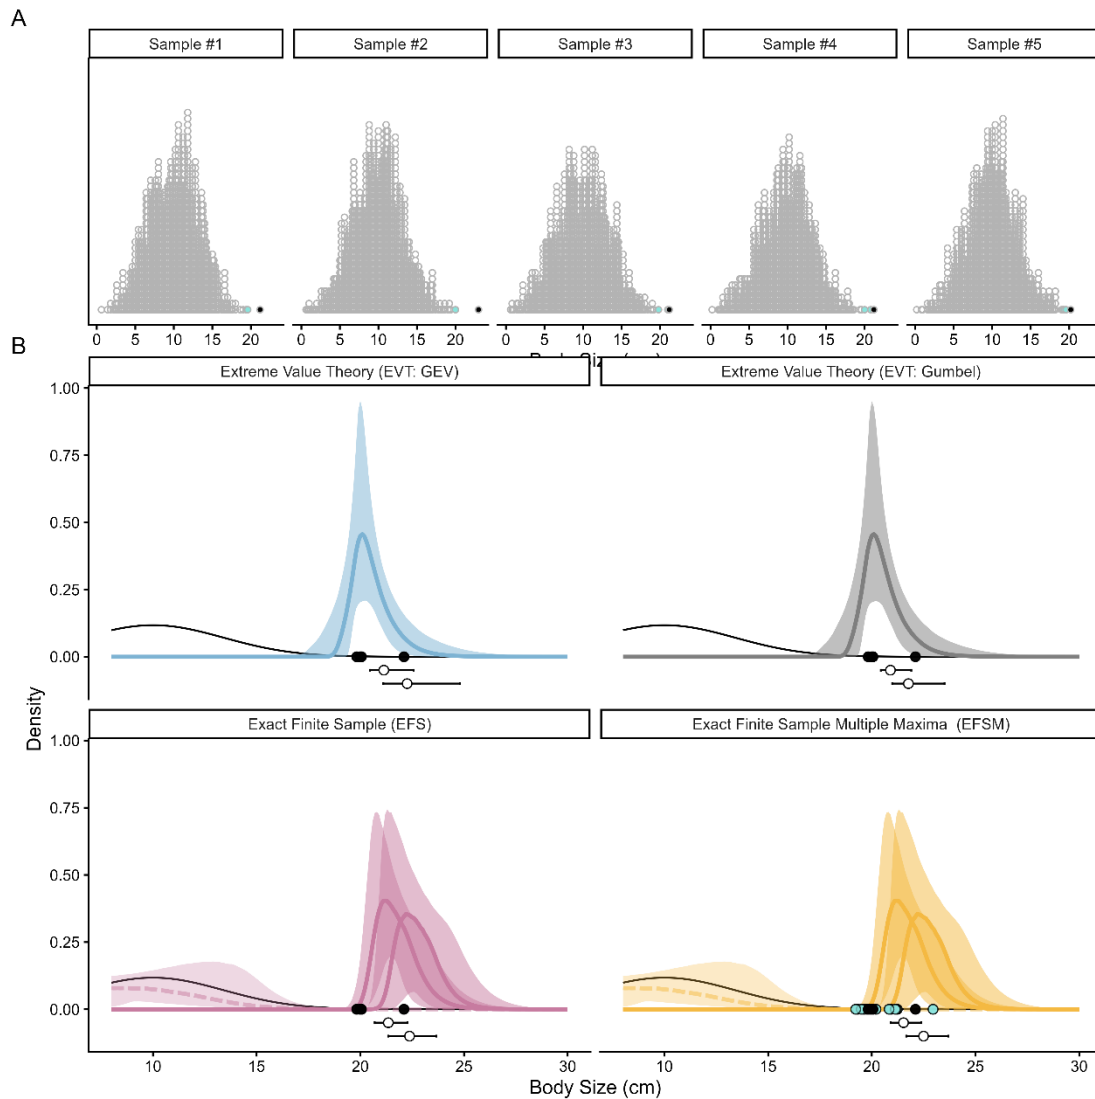 A
Sample #1 Sample #2 Sample #3 Sample #4 Sample #5
0 5 10 15 20 0 5 10 15 20 0 5 10 15 20 0 5 10 15 20 0 5 10 15 20
B
Extreme Value Theory (EVT: GEV) Extreme Value Theory (EVT: Gumbel)
1.00
0.75
0.50
0.25
0.00
Density
Exact Finite Sample (EFS) Exact Finite Sample Multiple Maxima (EFSM)
1.00
0.75
0.50
0.25
0.00
10 15 20 25 30 10 15 20 25 30
Body Size (cm)